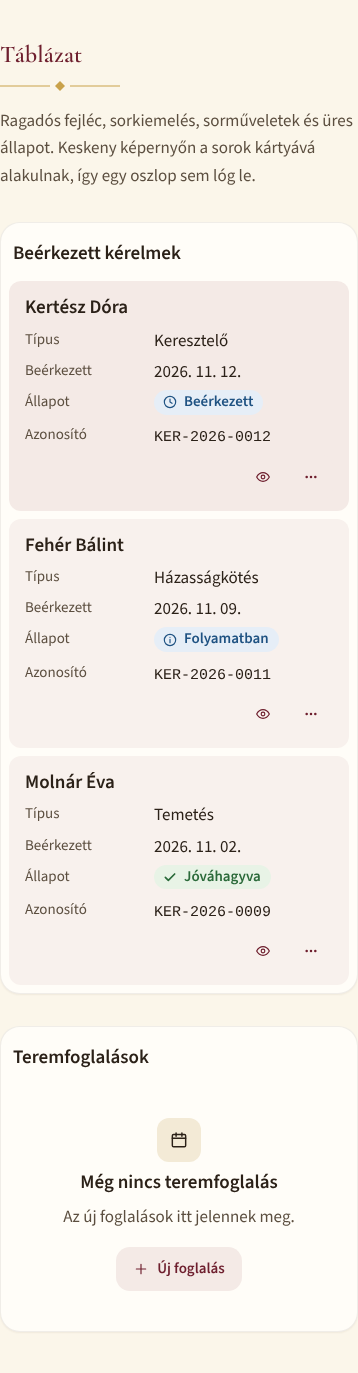 Táblázat
Ragadós fejléc, sorkiemelés, sorműveletek és üres
állapot. Keskeny képernyőn a sorok kártyává
alakulnak, így egy oszlop sem lóg le.
Beérkezett kérelmek
Kertész Dóra
Típus Keresztelő
Beérkezett 2026. 11. 12.
Állapot Beérkezett
Azonosító KER-2026-0012
Fehér Bálint
Típus Házasságkötés
Beérkezett 2026. 11. 09.
Állapot Folyamatban
Azonosító KER-2026-0011
Molnár Éva
Típus Temetés
Beérkezett 2026. 11. 02.
Állapot Jóváhagyva
Azonosító KER-2026-0009
Teremfoglalások
Még nincs teremfoglalás
Az új foglalások itt jelennek meg.
Új foglalás